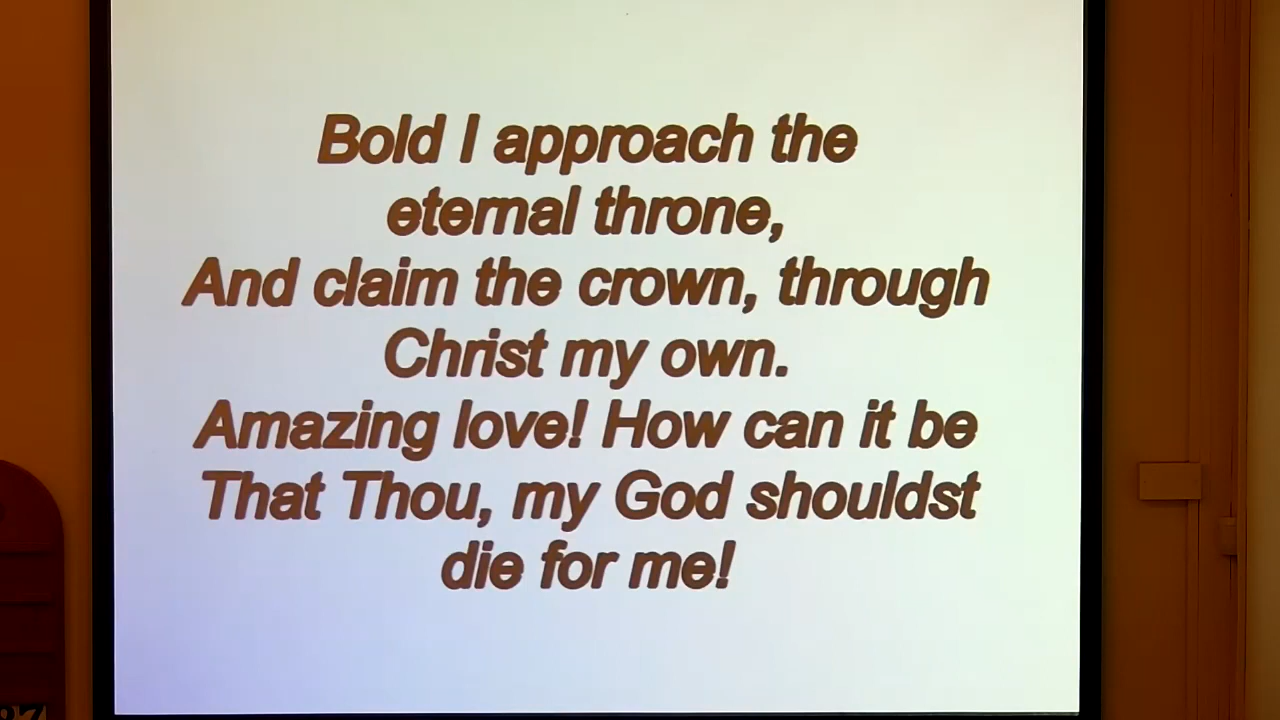 Bold I approach the
eternal throne,
And claim the crown, through
Christ my own.
Amazing love! How can it be
That Thou, my God shouldst
die for me!